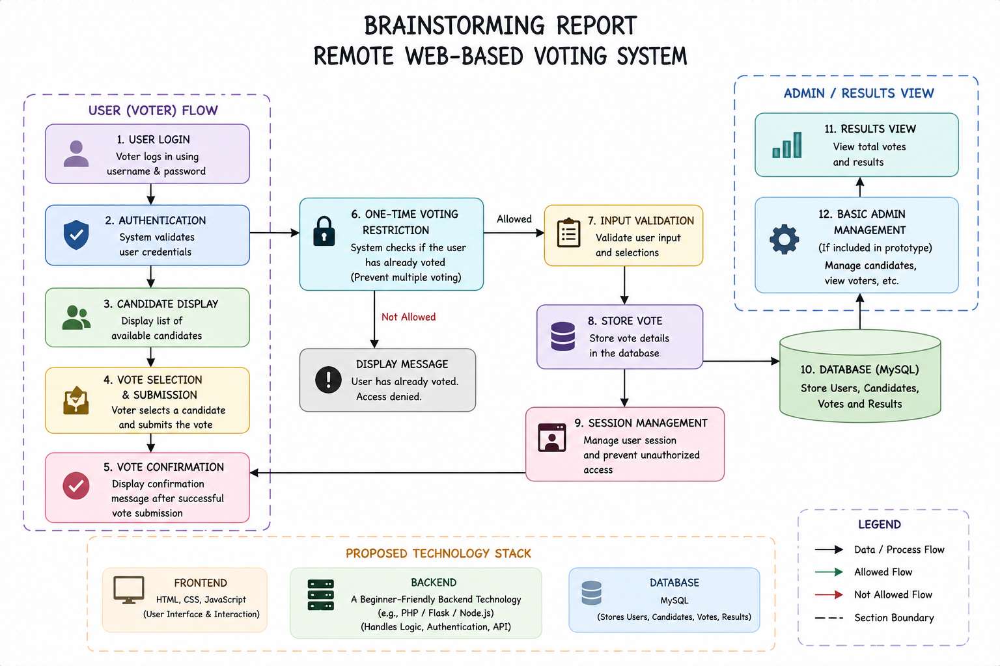 BRAINSTORMING REPORT
REMOTE WEB-BASED VOTING SYSTEM
USER (VOTER) FLOW
1. USER LOGIN
Voter logs in using
username & password
2. AUTHENTICATION
System validates
user credentials
3. CANDIDATE DISPLAY
Display list of
available candidates
4. VOTE SELECTION
& SUBMISSION
Voter selects a candidate
and submits the vote
5. VOTE CONFIRMATION
Display confirmation
message after successful
vote submission
6. ONE-TIME VOTING
RESTRICTION
System checks if the user
has already voted
(Prevent multiple voting)
Allowed
Not Allowed
DISPLAY MESSAGE
User has already voted.
Access denied.
7. INPUT VALIDATION
Validate user input
and selections
8. STORE VOTE
Store vote details
in the database
9. SESSION MANAGEMENT
Manage user session
and prevent unauthorized
access
ADMIN / RESULTS VIEW
11. RESULTS VIEW
View total votes
and results
12. BASIC ADMIN
MANAGEMENT
(If included in prototype)
Manage candidates,
view voters, etc.
10. DATABASE (MySQL)
Store Users, Candidates,
Votes and Results
PROPOSED TECHNOLOGY STACK
FRONTEND
HTML, CSS, JavaScript
(User Interface & Interaction)
BACKEND
A Beginner-Friendly Backend Technology
(e.g., PHP / Flask / Node.js)
(Handles Logic, Authentication, API)
DATABASE
MySQL
(Stores Users, Candidates, Votes, Results)
LEGEND
Data / Process Flow
Allowed Flow
Not Allowed Flow
Section Boundary